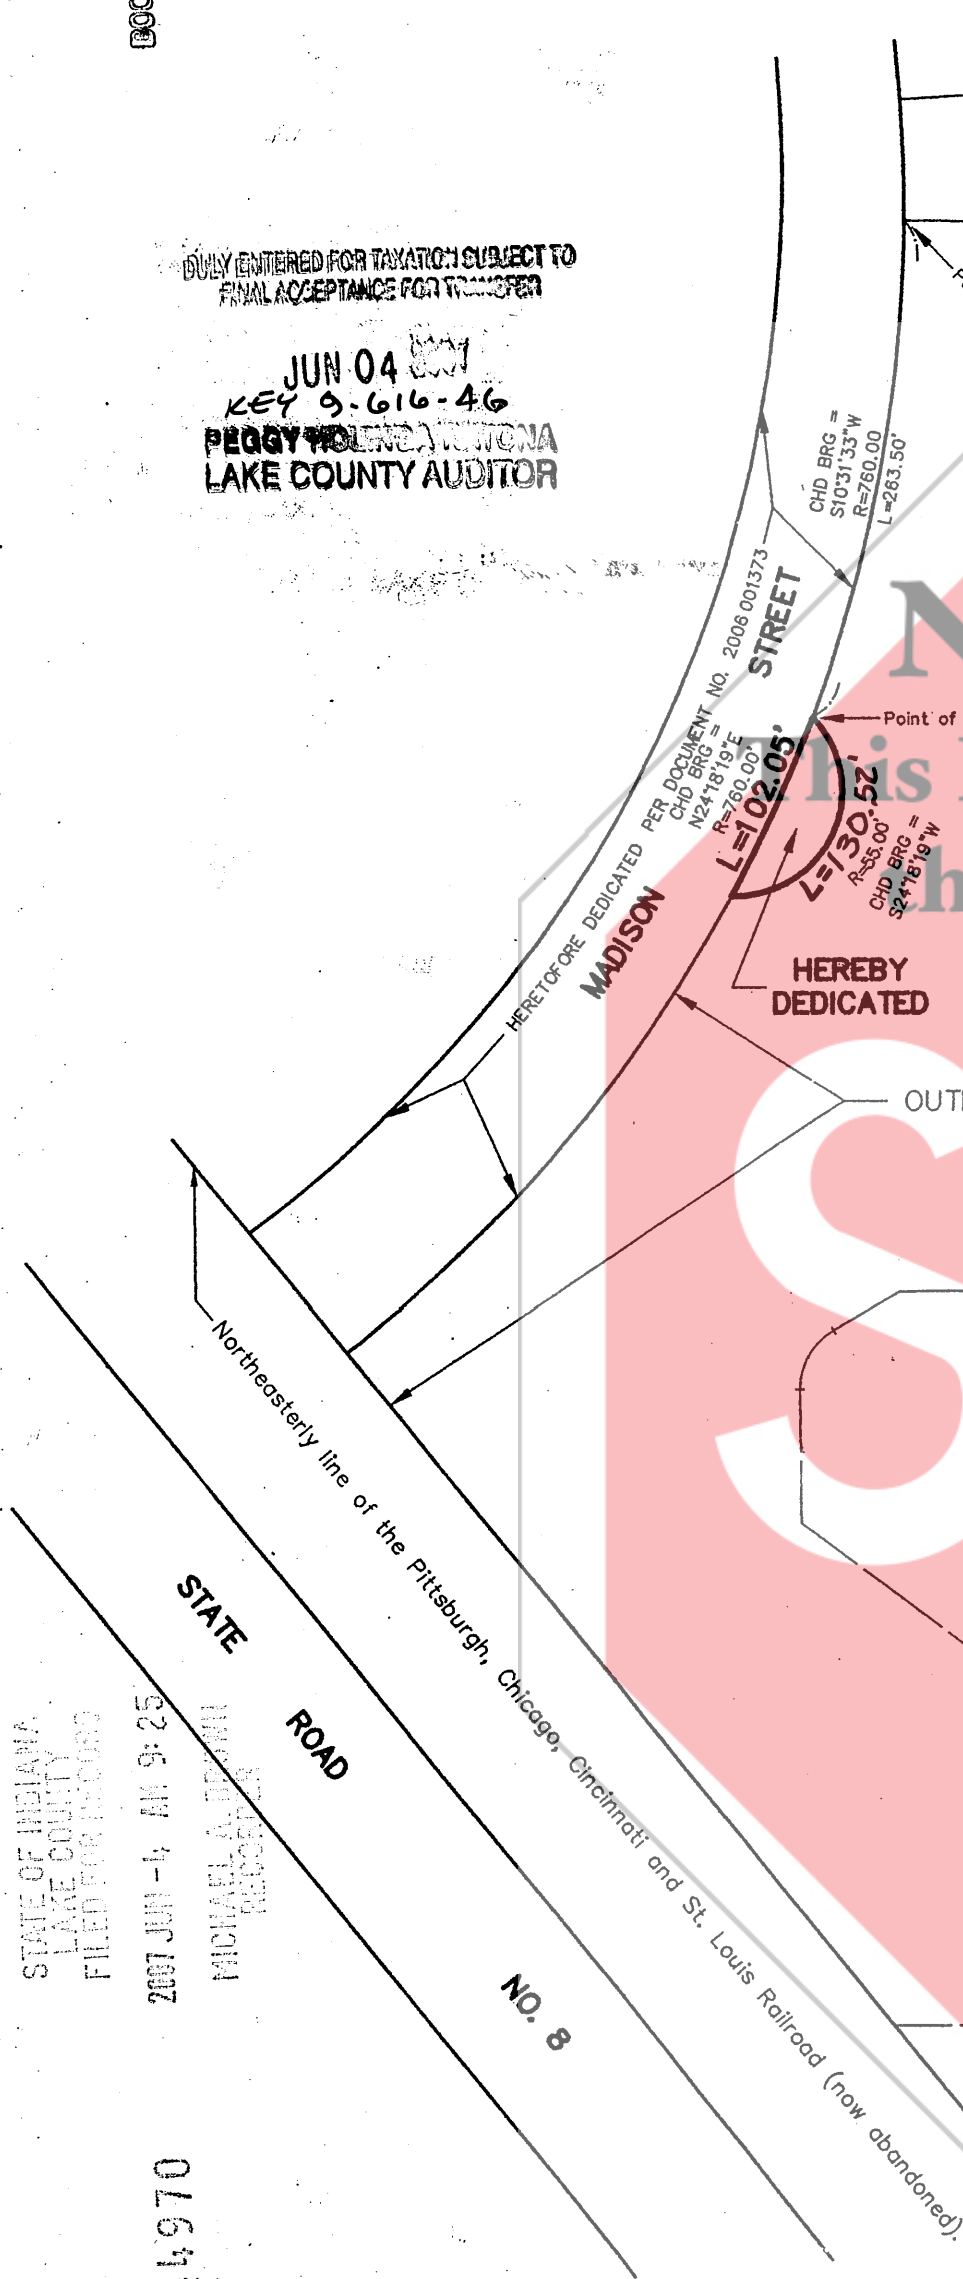 DULY ENTERED FOR TAXATION SUBJECT TO
FINAL ACCEPTANCE FOR TRANSFER
JUN 04
KEY 9-616-46
PEGGY
LAKE COUNTY AUDITOR
CHD BRG =
S10°31'33"W
R=760.00
L=263.50'
HERETOFORE DEDICATED PER DOCUMENT NO. 2006 001373
MADISON STREET
CHD BRG =
N24°18'19"E
R=760.00'
L=102.05'
Point of
This
L=130.52'
R=55.00'
CHD BRG =
S24°18'19"W
th
HEREBY
DEDICATED
OUT
Northeasterly line of the Pittsburgh, Chicago, Cincinnati and St. Louis Railroad (now abandoned).
STATE ROAD NO. 8
STATE OF INDIANA
LAKE COUNTY
FILED FOR RECORD
2007 JUN -4 AM 9:25
MICHAEL A. BROWN
RECORDER
4970